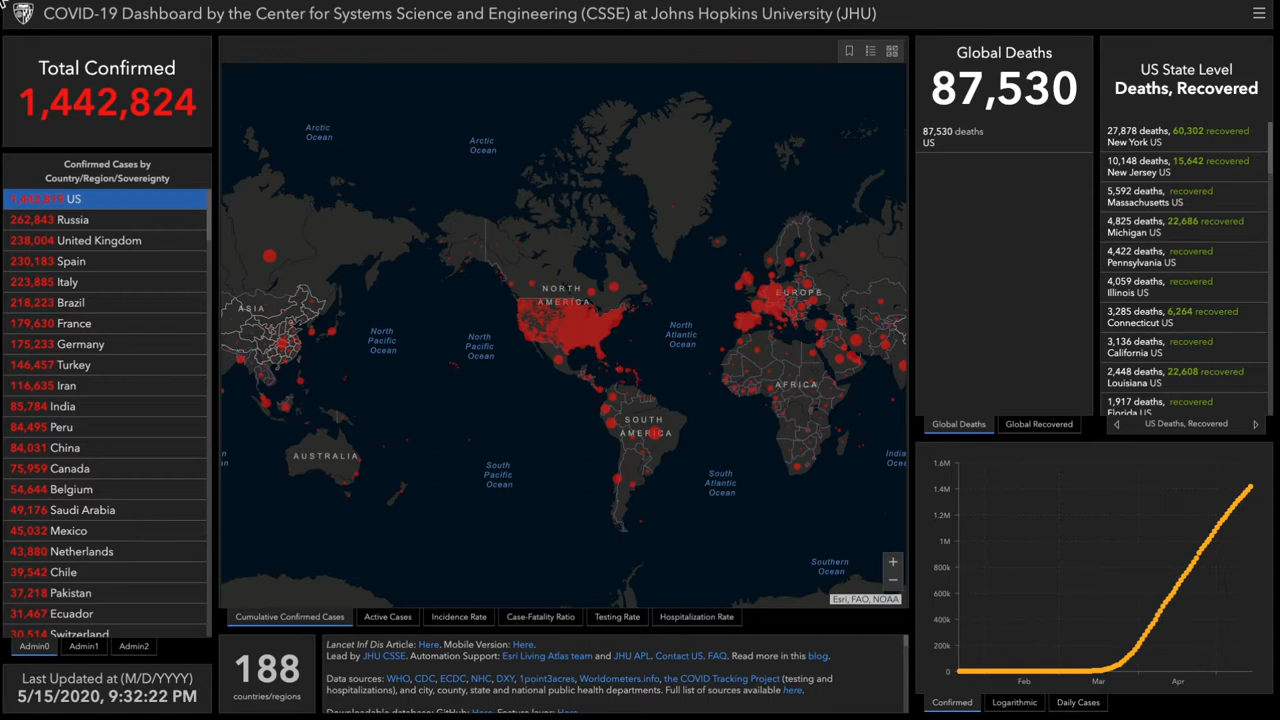 COVID-19 Dashboard by the Center for Systems Science and Engineering (CSSE) at Johns Hopkins University (JHU)
Total Confirmed
1,442,824
Confirmed Cases by
Country/Region/Sovereignty
US
262,843 Russia
238,004 United Kingdom
230,183 Spain
223,885 Italy
218,223 Brazil
179,630 France
175,233 Germany
146,457 Turkey
116,635 Iran
85,784 India
84,495 Peru
84,031 China
75,959 Canada
54,644 Belgium
49,176 Saudi Arabia
45,032 Mexico
43,880 Netherlands
39,542 Chile
37,218 Pakistan
31,467 Ecuador
30,514 Switzerland
Admin0 Admin1 Admin2
Last Updated at (M/D/YYYY)
5/15/2020, 9:32:22 PM
Arctic
Ocean
Arctic
Ocean
NORTH
AMERICA
EUROPE
ASIA
North
Pacific
Ocean
North
Pacific
Ocean
North
Atlantic
Ocean
AFRICA
SOUTH
AMERICA
AUSTRALIA
South
Pacific
Ocean
South
Atlantic
Ocean
India
Ocea
Southern
Ocean
+
−
Esri, FAO, NOAA
Cumulative Confirmed Cases Active Cases Incidence Rate Case-Fatality Ratio Testing Rate Hospitalization Rate
188
countries/regions
Lancet Inf Dis Article: Here. Mobile Version: Here.
Lead by JHU CSSE. Automation Support: Esri Living Atlas team and JHU APL. Contact US. FAQ. Read more in this blog.
Data sources: WHO, CDC, ECDC, NHC, DXY, 1point3acres, Worldometers.info, the COVID Tracking Project (testing and
hospitalizations), and city, county, state and national public health departments. Full list of sources available here.
Downloadable database: GitHub: Here. Feature layer: Here.
Global Deaths
87,530
87,530 deaths
US
Global Deaths Global Recovered
US State Level
Deaths, Recovered
27,878 deaths, 60,302 recovered
New York US
10,148 deaths, 15,642 recovered
New Jersey US
5,592 deaths, recovered
Massachusetts US
4,825 deaths, 22,686 recovered
Michigan US
4,422 deaths, recovered
Pennsylvania US
4,059 deaths, recovered
Illinois US
3,285 deaths, 6,264 recovered
Connecticut US
3,136 deaths, recovered
California US
2,448 deaths, 22,608 recovered
Louisiana US
1,917 deaths, recovered
Florida US
US Deaths, Recovered
1.6M
1.4M
1.2M
1M
800k
600k
400k
200k
0
Feb Mar Apr
Confirmed Logarithmic Daily Cases